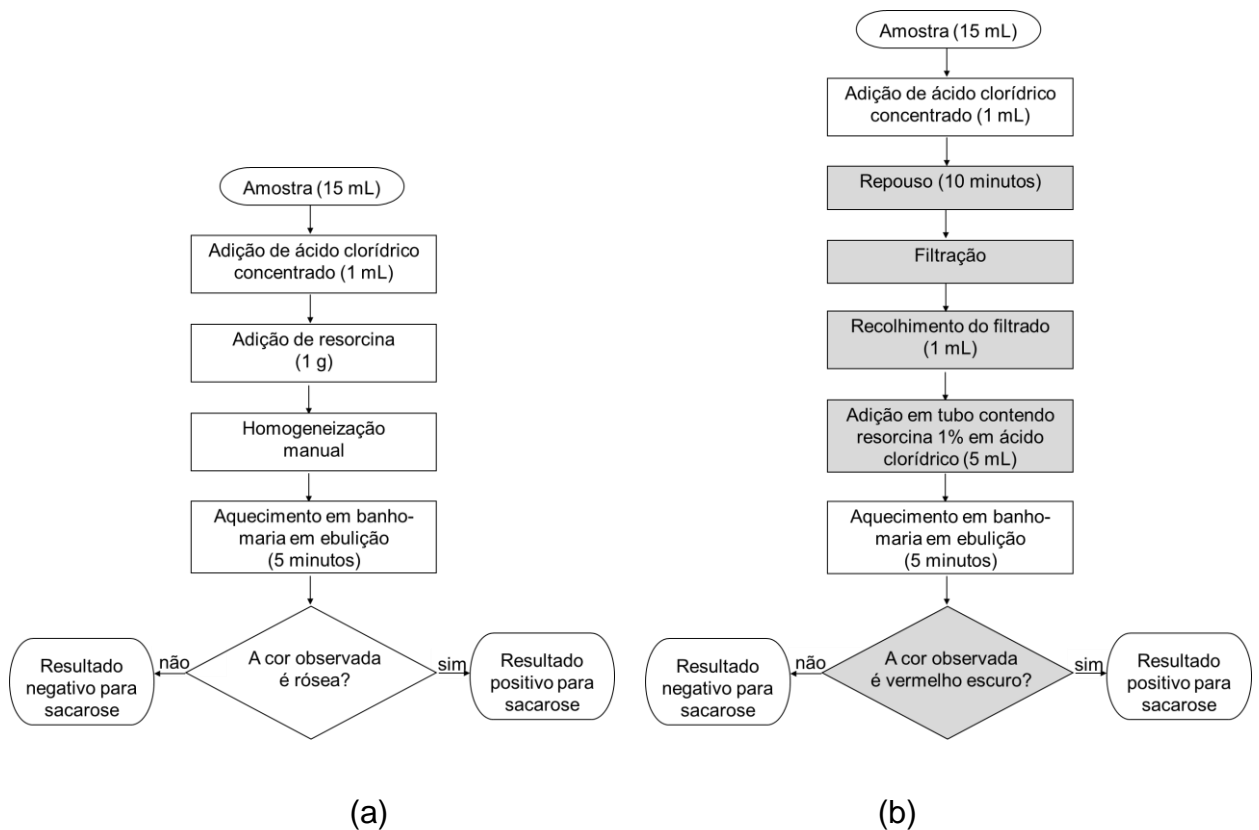 Amostra (15 mL)
Adição de ácido clorídrico
concentrado (1 mL)
Adição de resorcina
(1 g)
Homogeneização
manual
Aquecimento em banho-
maria em ebulição
(5 minutos)
A cor observada
é rósea?
não
sim
Resultado
negativo para
sacarose
Resultado
positivo para
sacarose
(a)
Amostra (15 mL)
Adição de ácido clorídrico
concentrado (1 mL)
Repouso (10 minutos)
Filtração
Recolhimento do filtrado
(1 mL)
Adição em tubo contendo
resorcina 1% em ácido
clorídrico (5 mL)
Aquecimento em banho-
maria em ebulição
(5 minutos)
A cor observada
é vermelho escuro?
não
sim
Resultado
negativo para
sacarose
Resultado
positivo para
sacarose
(b)